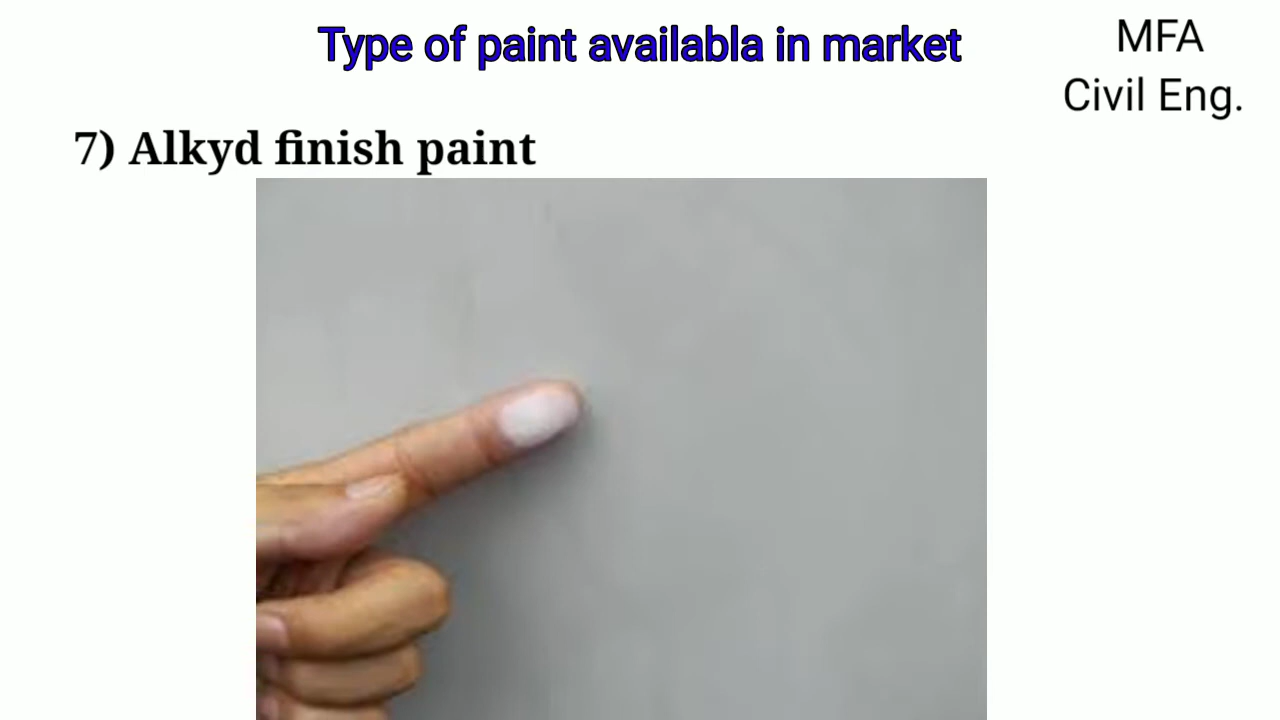 Type of paint availabla in market
MFA
Civil Eng.
7) Alkyd finish paint